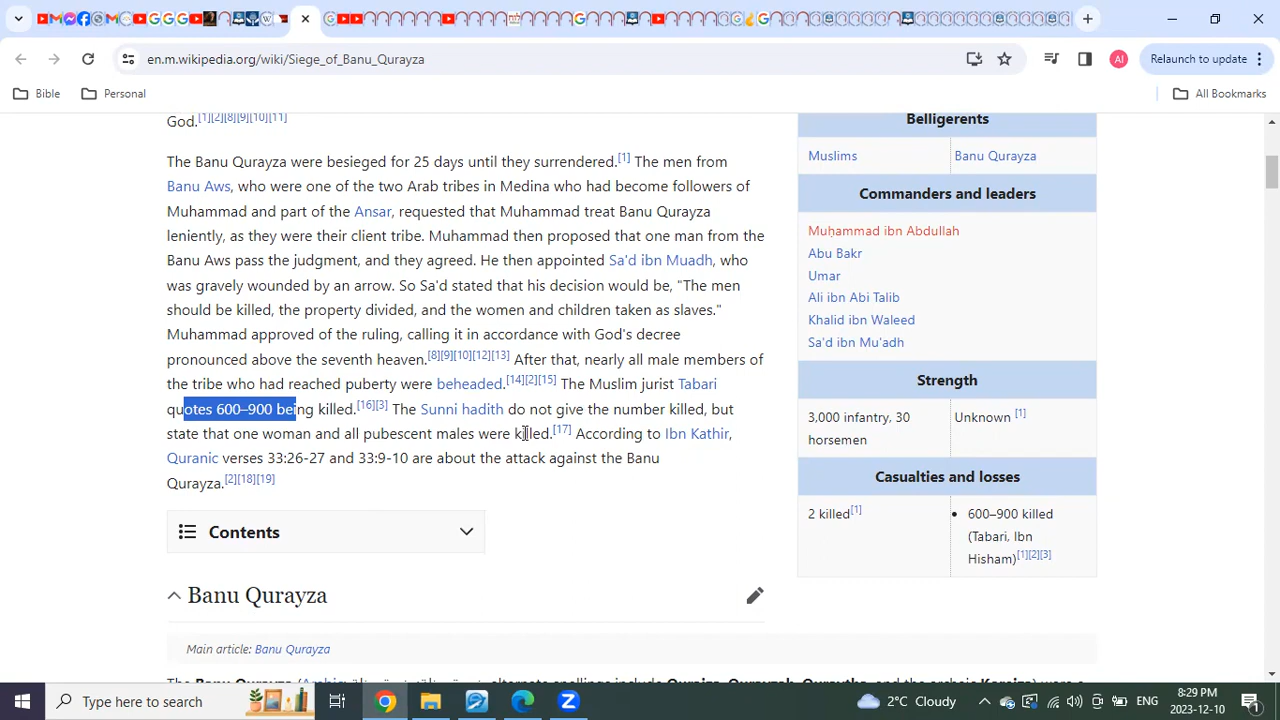 en.m.wikipedia.org/wiki/Siege_of_Banu_Qurayza
AI
Relaunch to update
Bible
Personal
All Bookmarks
God.[1][2][8][9][10][11]
The Banu Qurayza were besieged for 25 days until they surrendered.[1] The men from
Banu Aws, who were one of the two Arab tribes in Medina who had become followers of
Muhammad and part of the Ansar, requested that Muhammad treat Banu Qurayza
leniently, as they were their client tribe. Muhammad then proposed that one man from the
Banu Aws pass the judgment, and they agreed. He then appointed Sa'd ibn Muadh, who
was gravely wounded by an arrow. So Sa'd stated that his decision would be, "The men
should be killed, the property divided, and the women and children taken as slaves."
Muhammad approved of the ruling, calling it in accordance with God's decree
pronounced above the seventh heaven.[8][9][10][12][13] After that, nearly all male members of
the tribe who had reached puberty were beheaded.[14][2][15] The Muslim jurist Tabari
quotes 600–900 being killed.[16][3] The Sunni hadith do not give the number killed, but
state that one woman and all pubescent males were killed.[17] According to Ibn Kathir,
Quranic verses 33:26-27 and 33:9-10 are about the attack against the Banu
Qurayza.[2][18][19]
Contents
Banu Qurayza
Main article: Banu Qurayza
Belligerents
Muslims
Banu Qurayza
Commanders and leaders
Muḥammad ibn Abdullah
Abu Bakr
Umar
Ali ibn Abi Talib
Khalid ibn Waleed
Sa'd ibn Mu'adh
Strength
3,000 infantry, 30
horsemen
Unknown [1]
Casualties and losses
2 killed[1]
• 600–900 killed
(Tabari, Ibn
Hisham)[1][2][3]
Type here to search
2°C Cloudy
ENG
8:29 PM
2023-12-10